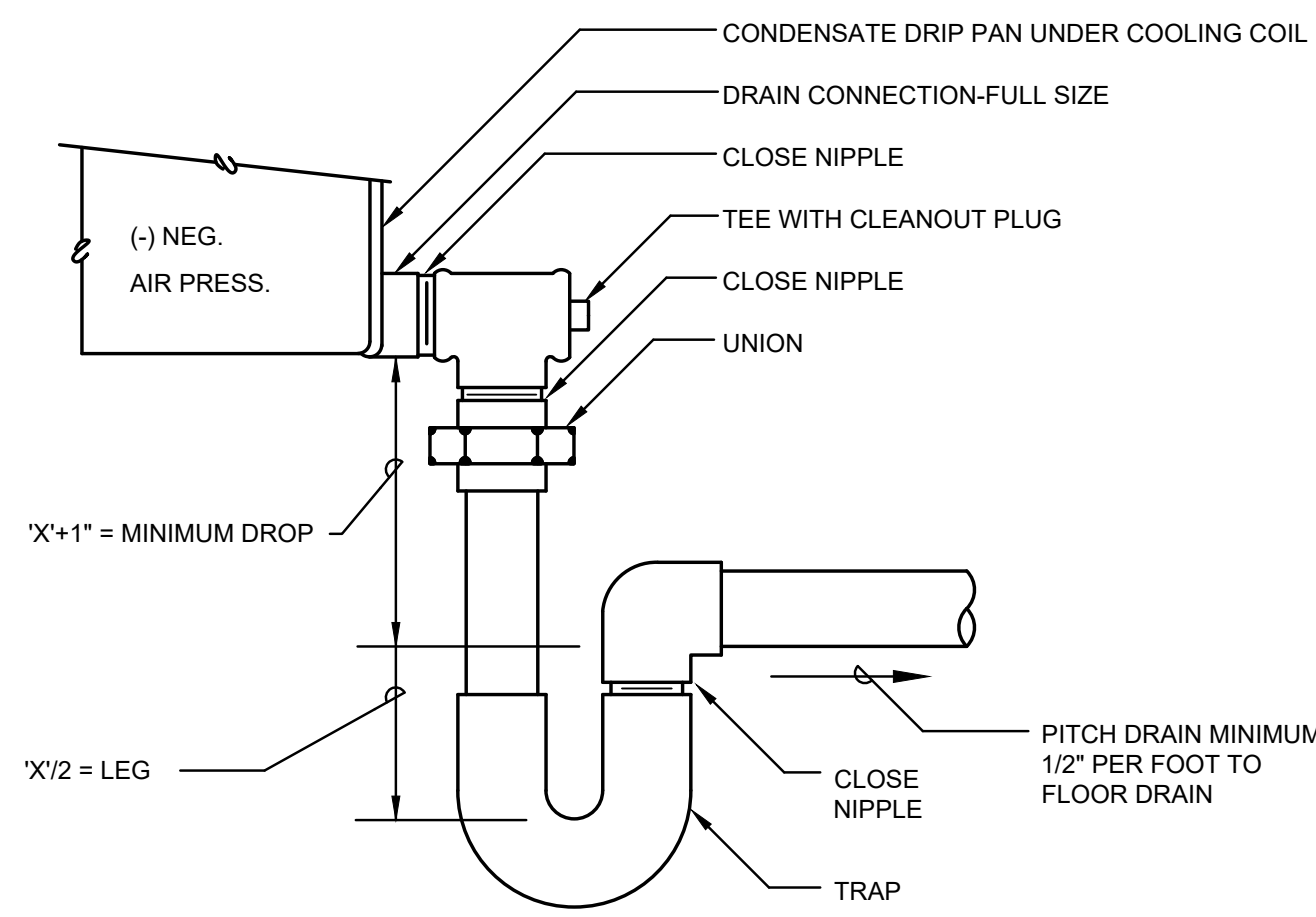 CONDENSATE DRIP PAN UNDER COOLING COIL
DRAIN CONNECTION-FULL SIZE
CLOSE NIPPLE
TEE WITH CLEANOUT PLUG
CLOSE NIPPLE
UNION
(-) NEG.
AIR PRESS.
'X'+1" = MINIMUM DROP
'X'/2 = LEG
PITCH DRAIN MINIMUM
1/2" PER FOOT TO
FLOOR DRAIN
CLOSE
NIPPLE
TRAP